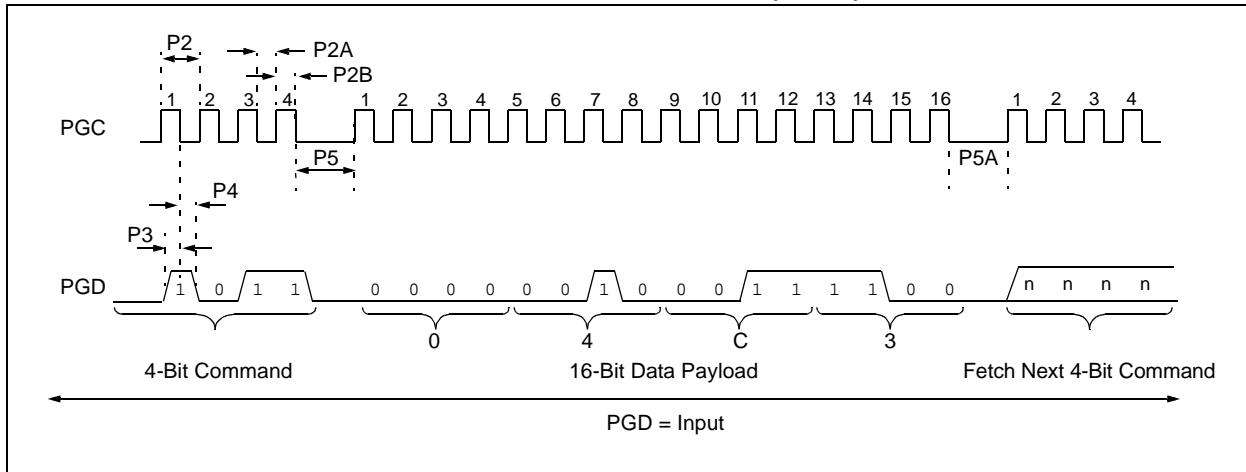 P2
P2A
P2B
1 2 3 4 1 2 3 4 5 6 7 8 9 10 11 12 13 14 15 16 1 2 3 4
PGC
P5
P5A
P4
P3
PGD
1 0 1 1 0 0 0 0 0 0 1 0 0 0 1 1 1 1 0 0 n n n n
0 4 C 3
4-Bit Command 16-Bit Data Payload Fetch Next 4-Bit Command
PGD = Input